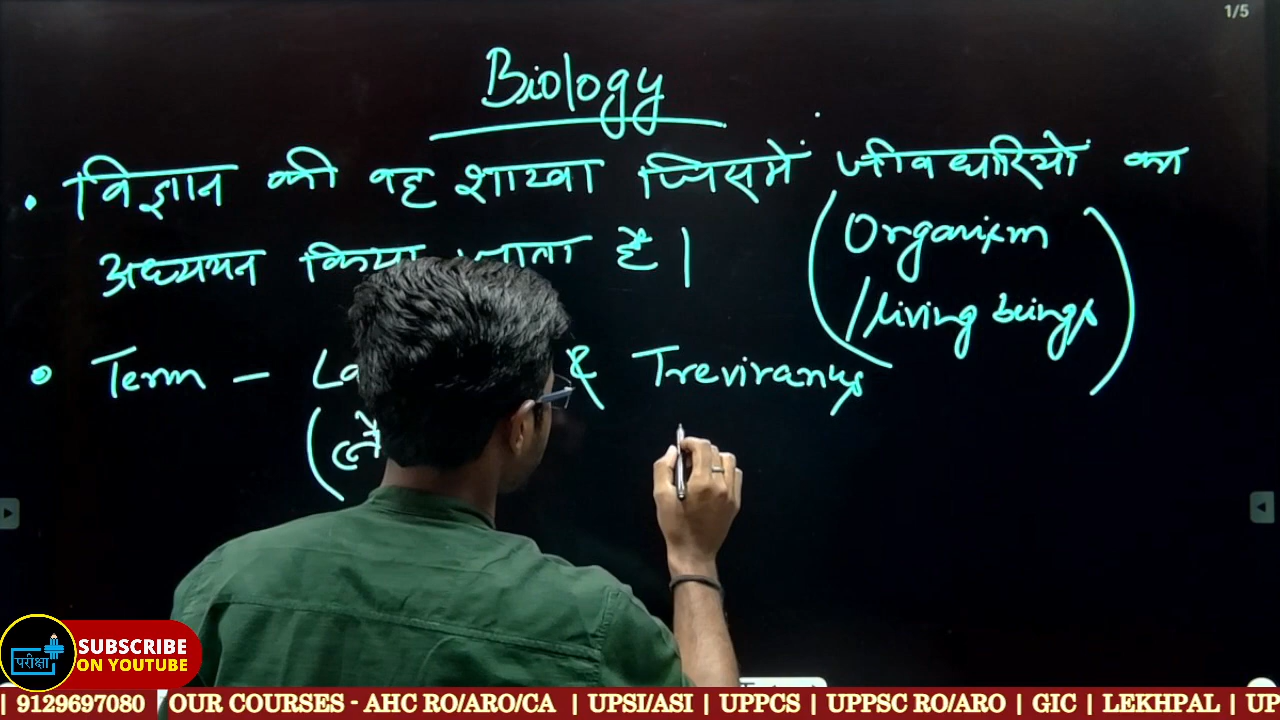 1/5
Biology
• विज्ञान की वह शाखा जिसमें जीवधारियों का
अध्ययन किया जाता है।
(Organism
/living beings)
• Term - La & Treviranus
(लै
परीक्षा
SUBSCRIBE
ON YOUTUBE
| 9129697080 OUR COURSES - AHC RO/ARO/CA | UPSI/ASI | UPPCS | UPPSC RO/ARO | GIC | LEKHPAL | UP